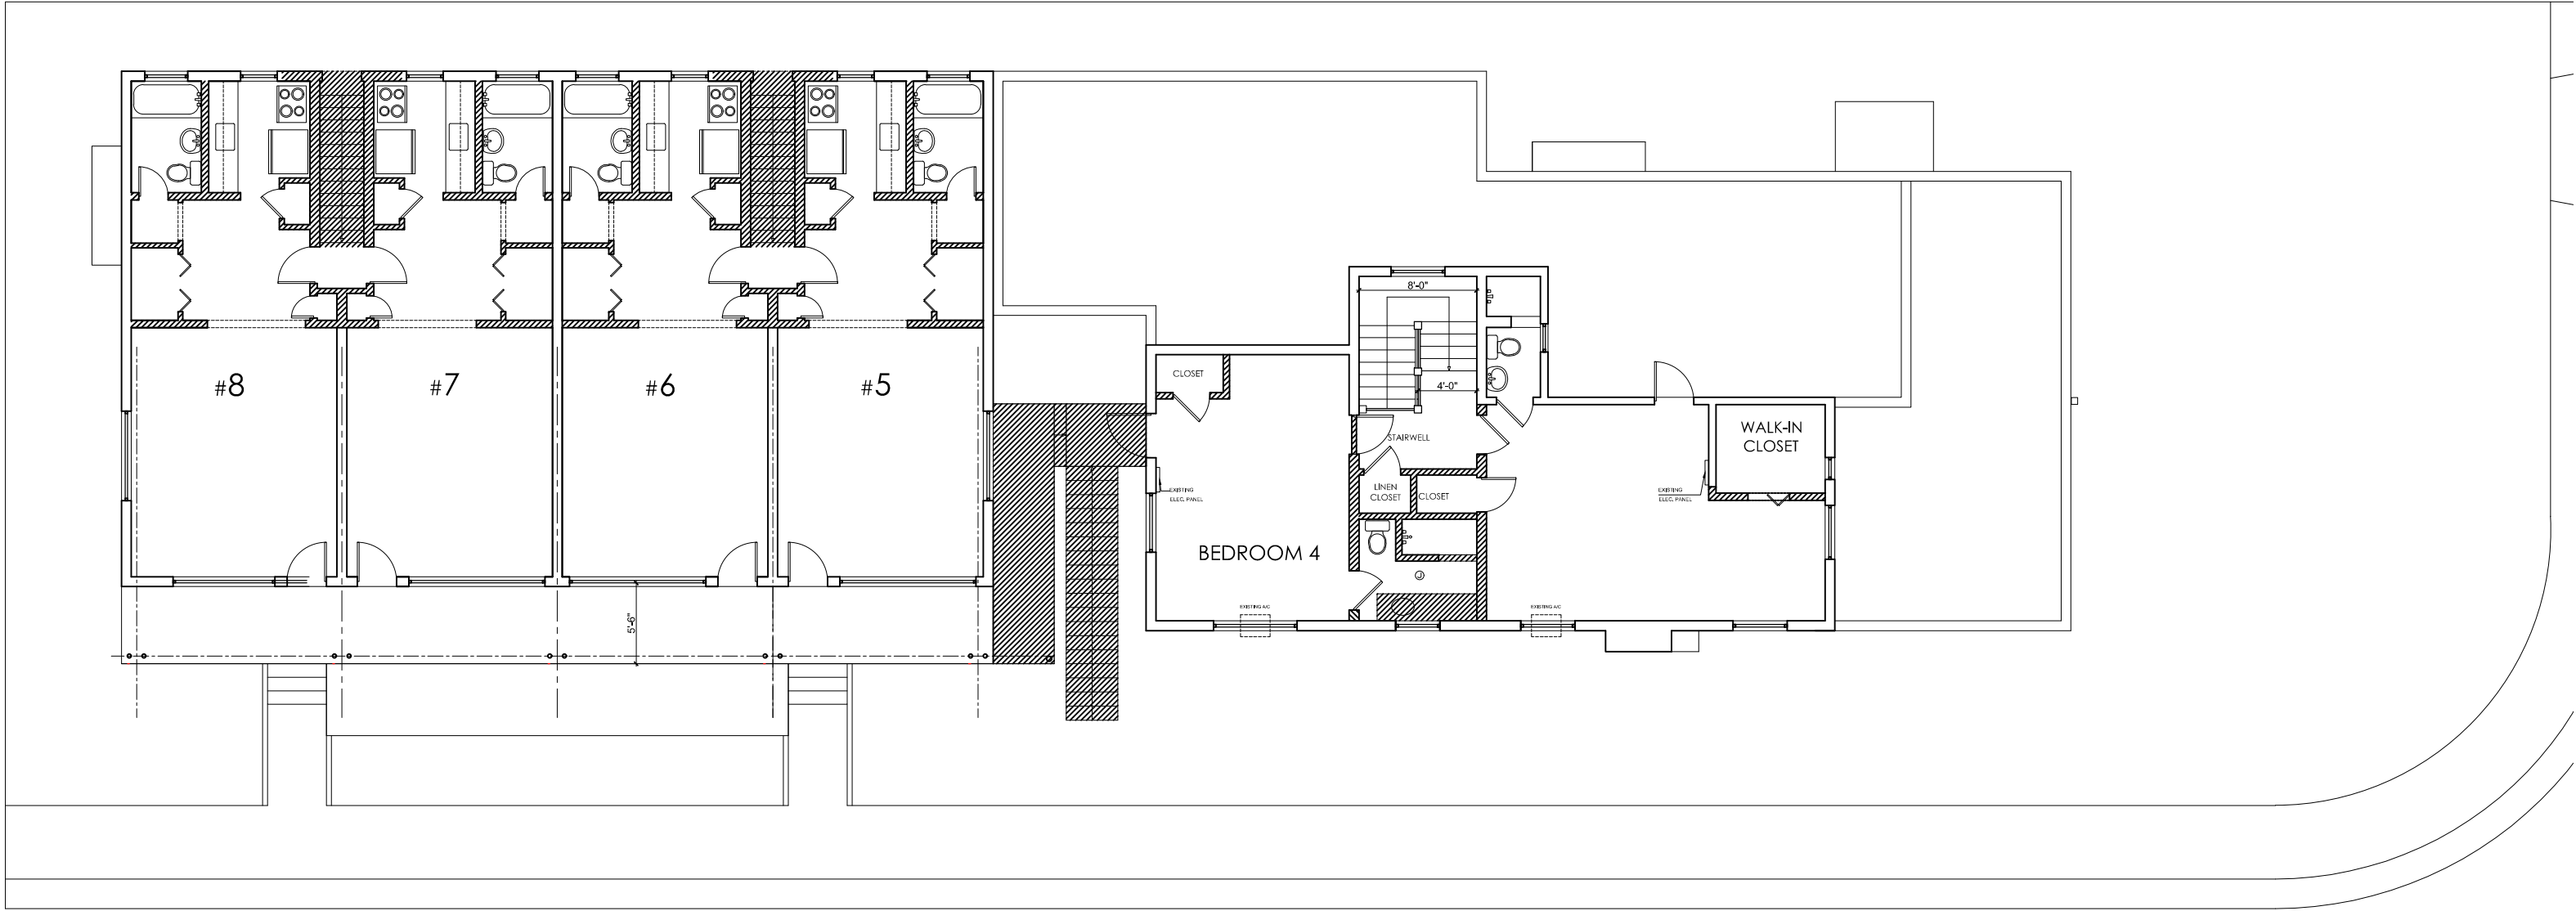 8'-0"
CLOSET
#8
#7
#6
#5
4'-0"
STAIRWELL
WALK-IN
CLOSET
EXISTING
ELEC. PANEL
LINEN
CLOSET
CLOSET
EXISTING
ELEC. PANEL
BEDROOM 4
EXISTING A/C
EXISTING A/C
5'-6"